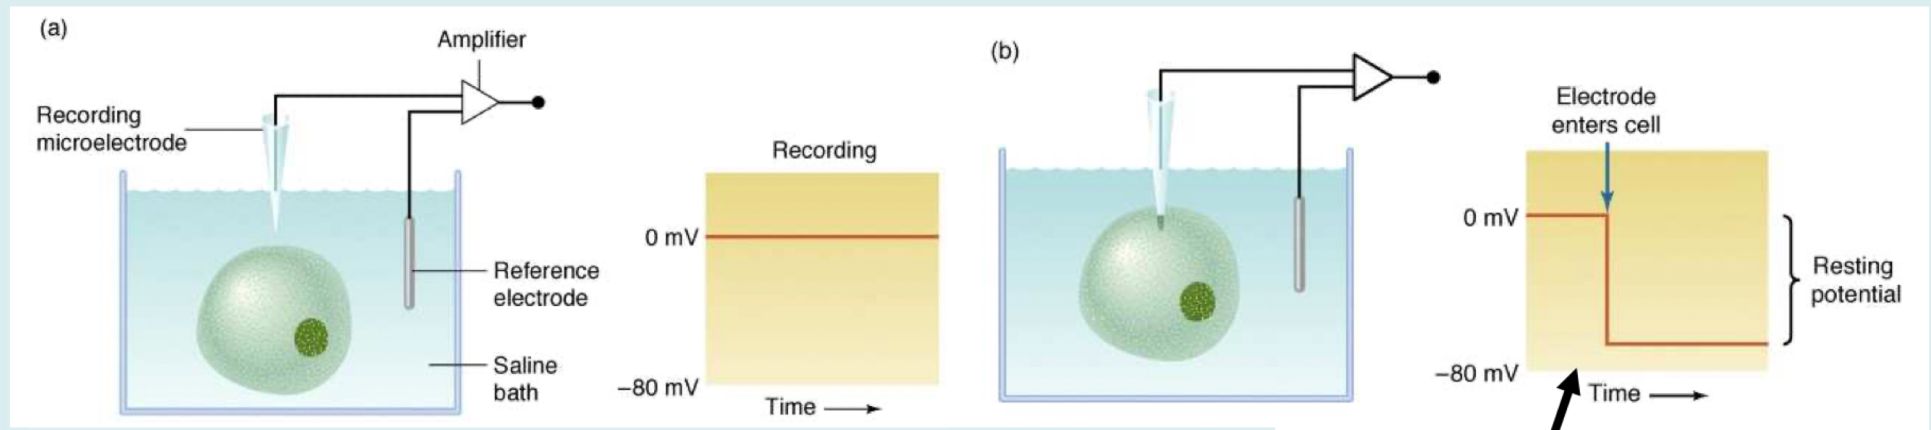 (a)
Amplifier
Recording
microelectrode
Reference
electrode
Saline
bath
Recording
0 mV
−80 mV
Time
(b)
Electrode
enters cell
0 mV
−80 mV
Resting
potential
Time